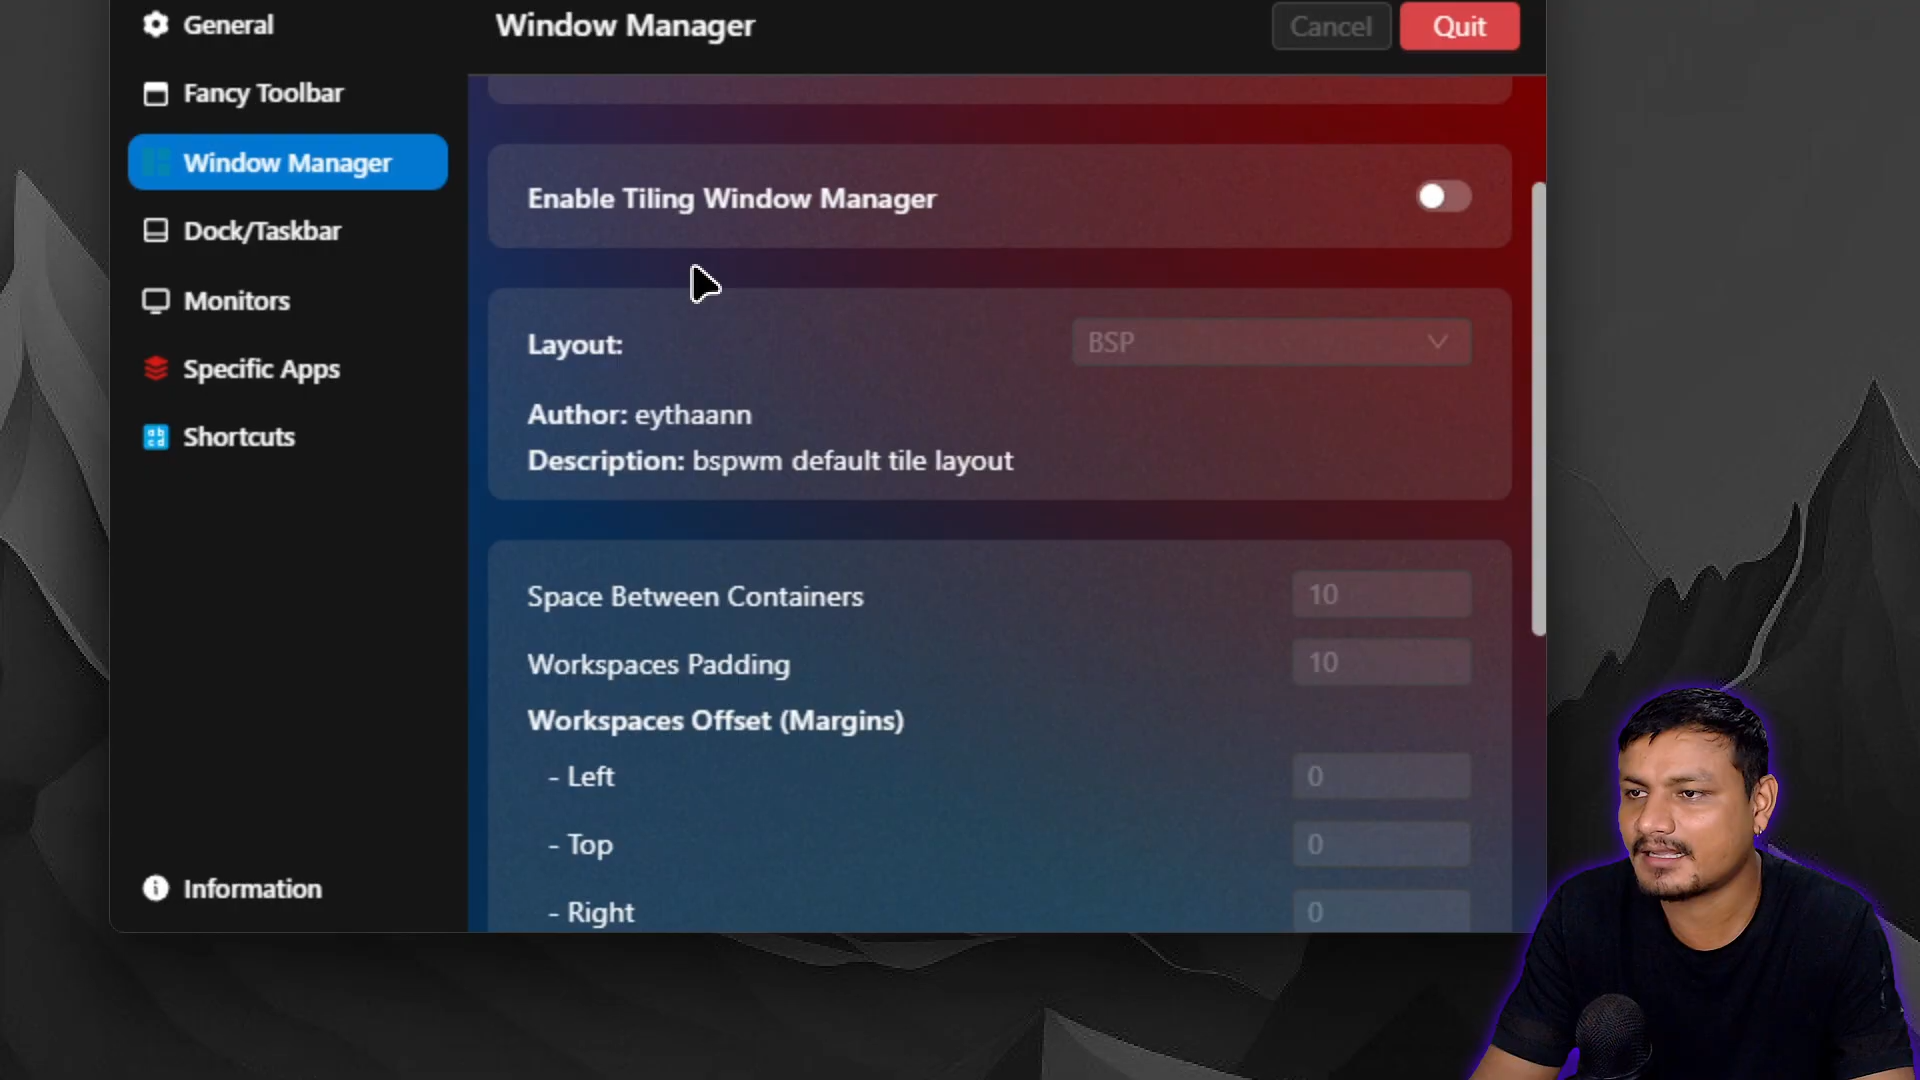 General
Fancy Toolbar
Window Manager
Dock/Taskbar
Monitors
Specific Apps
Shortcuts
Information
Window Manager
Cancel
Quit
Enable Tiling Window Manager
Layout:
BSP
Author: eythaann
Description: bspwm default tile layout
Space Between Containers
10
Workspaces Padding
10
Workspaces Offset (Margins)
- Left
0
- Top
0
- Right
0